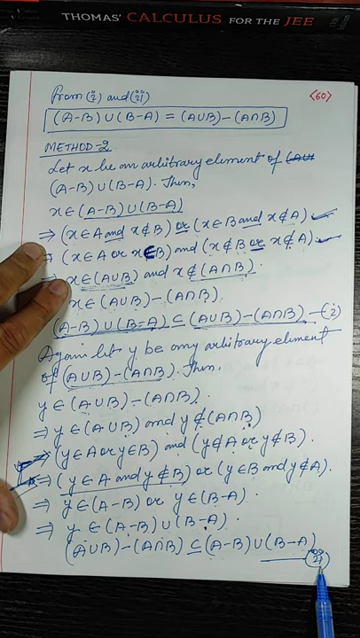 THOMAS' CALCULUS FOR THE JEE
From (i) and (ii)
<60>
(A-B)∪(B-A) = (A∪B)-(A∩B)
METHOD-2
Let x be an arbitrary element of
(A-B)∪(B-A). Then,
x∈(A-B)∪(B-A)
⇒ (x∈A and x∉B) or (x∈B and x∉A)
⇒ (x∈A or x∈B) and (x∉B or x∉A)
x∈(A∪B) and x∉(A∩B).
x∈(A∪B)-(A∩B).
(A-B)∪(B-A) ⊆ (A∪B)-(A∩B) -(i)
Again let y be any arbitrary element
of (A∪B)-(A∩B). Then.
y∈(A∪B)-(A∩B).
⇒ y∈(A∪B) and y∉(A∩B)
⇒ (y∈A or y∈B) and (y∉A or y∉B).
⇒ (y∈A and y∉B) or (y∈B and y∉A).
⇒ y∈(A-B) or y∈(B-A).
⇒ y∈(A-B)∪(B-A).
(A∪B)-(A∩B) ⊆ (A-B)∪(B-A)
(ii)